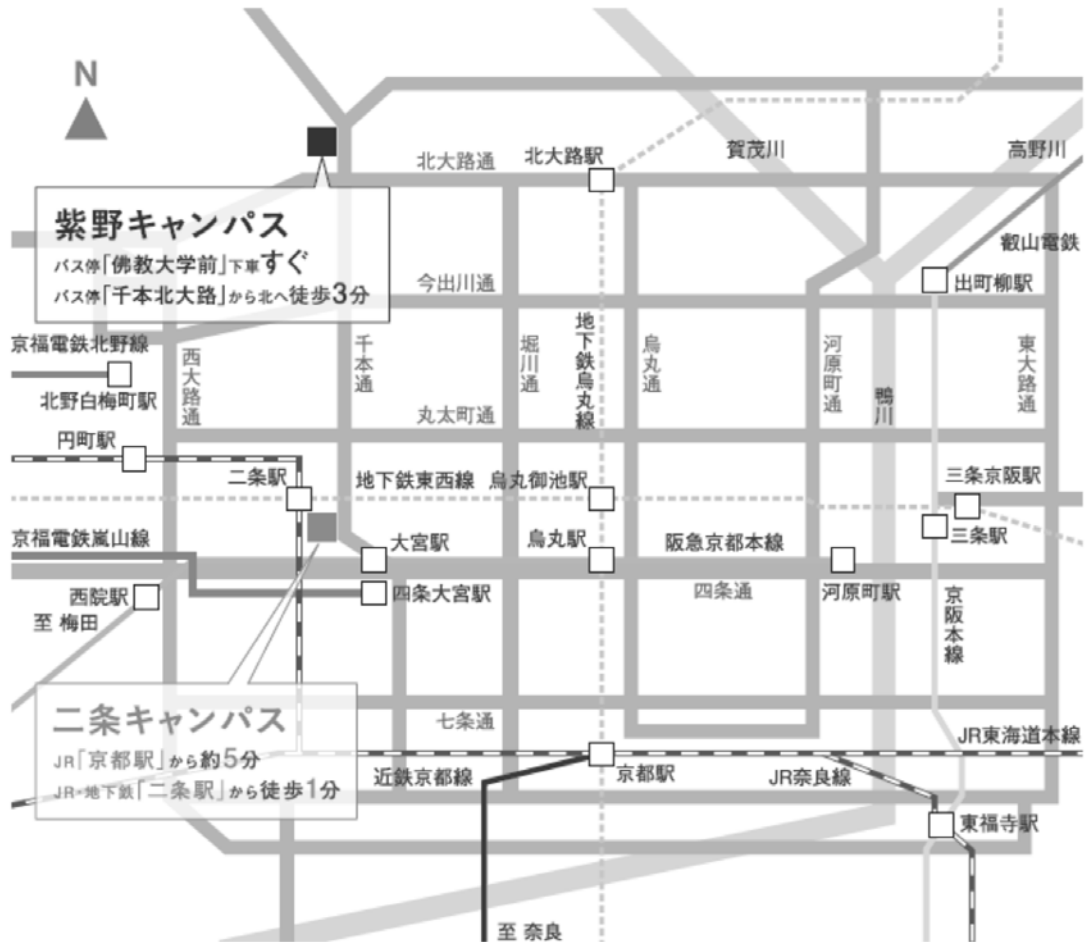 N
北大路通
北大路駅
賀茂川
高野川
紫野キャンパス
バス停「佛教大学前」下車すぐ
バス停「千本北大路」から北へ徒歩3分
叡山電鉄
出町柳駅
今出川通
京福電鉄北野線
北野白梅町駅
西大路通
千本通
堀川通
地下鉄烏丸線
烏丸通
河原町通
鴨川
東大路通
丸太町通
円町駅
二条駅
地下鉄東西線
烏丸御池駅
三条京阪駅
三条駅
京福電鉄嵐山線
大宮駅
烏丸駅
阪急京都本線
西院駅
至 梅田
四条大宮駅
四条通
河原町駅
京阪本線
二条キャンパス
JR「京都駅」から約5分
JR・地下鉄「二条駅」から徒歩1分
七条通
JR東海道本線
近鉄京都線
京都駅
JR奈良線
東福寺駅
至 奈良